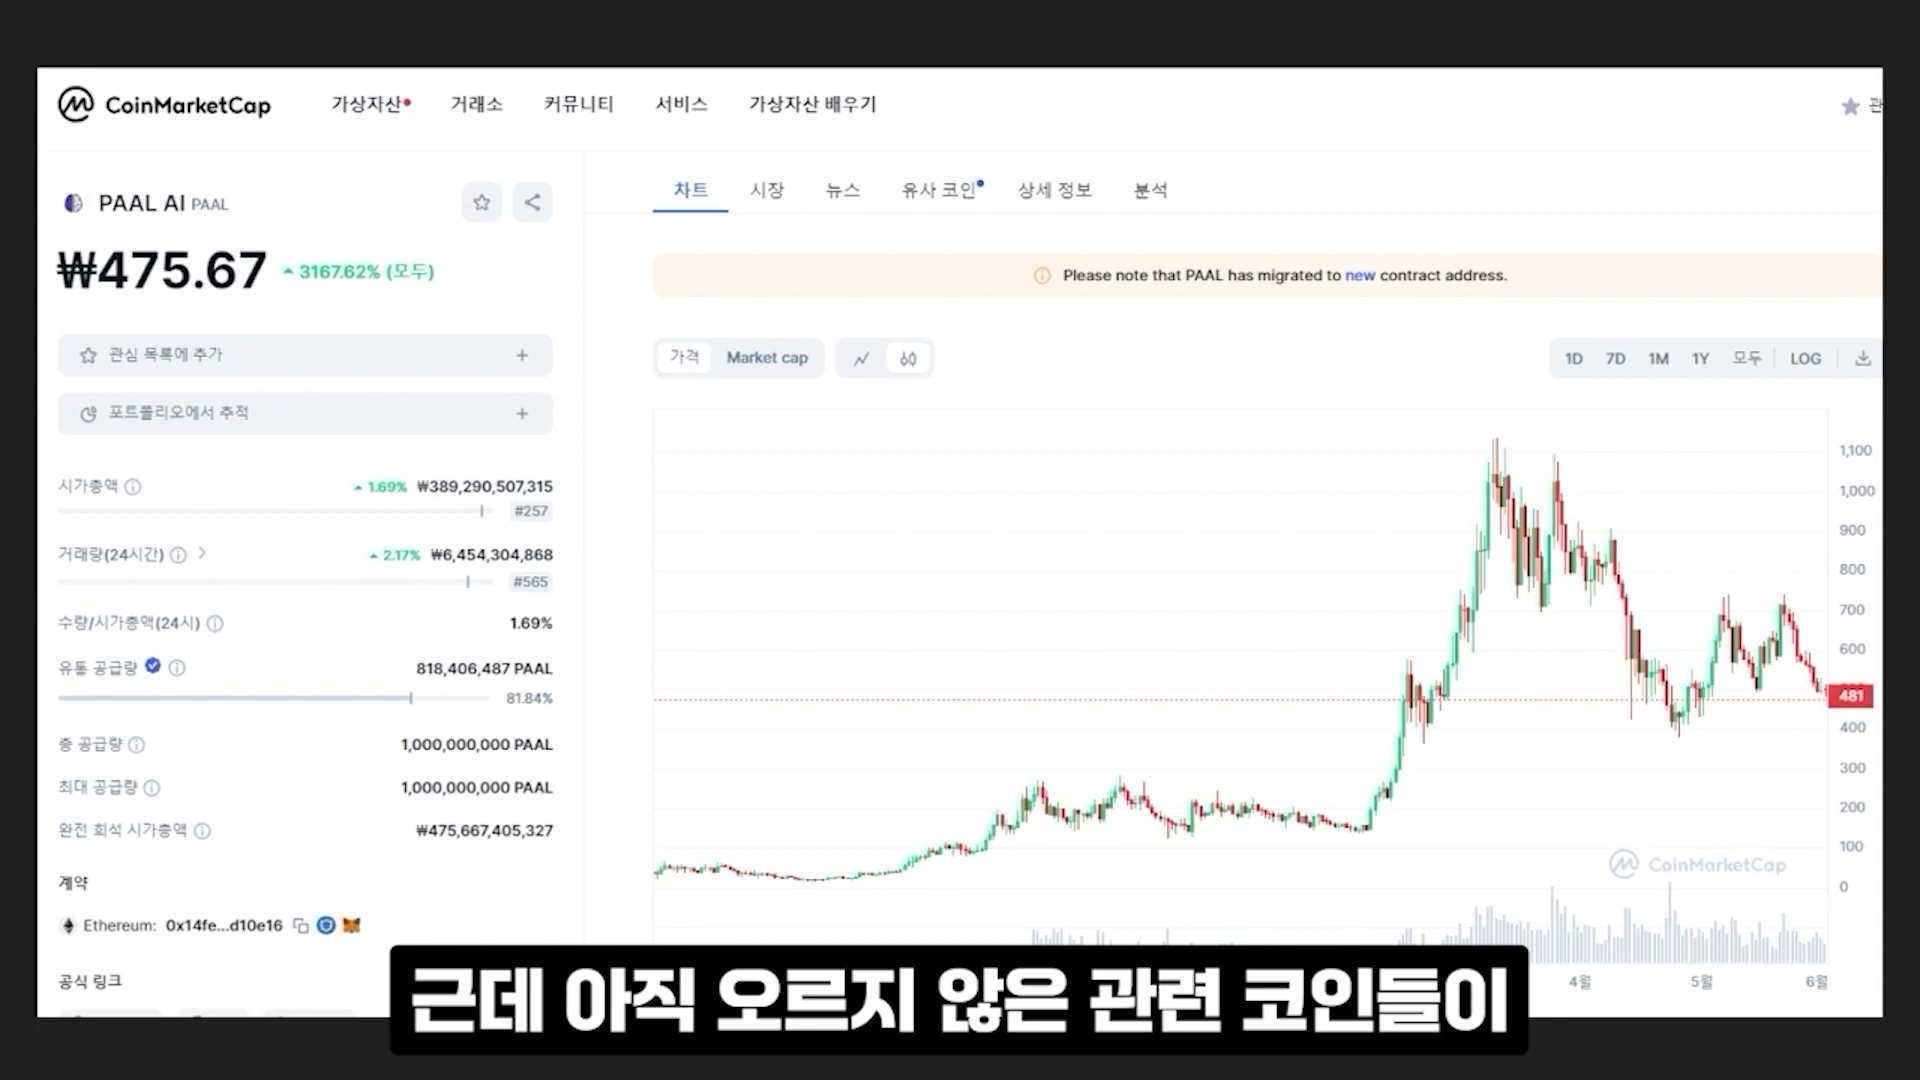 CoinMarketCap 가상자산 거래소 커뮤니티 서비스 가상자산 배우기
PAAL AI PAAL
₩475.67 3167.62% (모두)
관심 목록에 추가
포트폴리오에서 추적
시가총액 1.69% ₩389,290,507,315
#257
거래량(24시간) 2.17% ₩6,454,304,868
#565
수량/시가총액(24시) 1.69%
유통 공급량 818,406,487 PAAL
81.84%
총 공급량 1,000,000,000 PAAL
최대 공급량 1,000,000,000 PAAL
완전 희석 시가총액 ₩475,667,405,327
계약
Ethereum: 0x14fe...d10e16
공식 링크
차트 시장 뉴스 유사 코인 상세 정보 분석
Please note that PAAL has migrated to new contract address.
가격 Market cap
1D 7D 1M 1Y 모두 LOG
1,100
1,000
900
800
700
600
481
400
300
200
100
0
CoinMarketCap
4월 5월 6월
근데 아직 오르지 않은 관련 코인들이